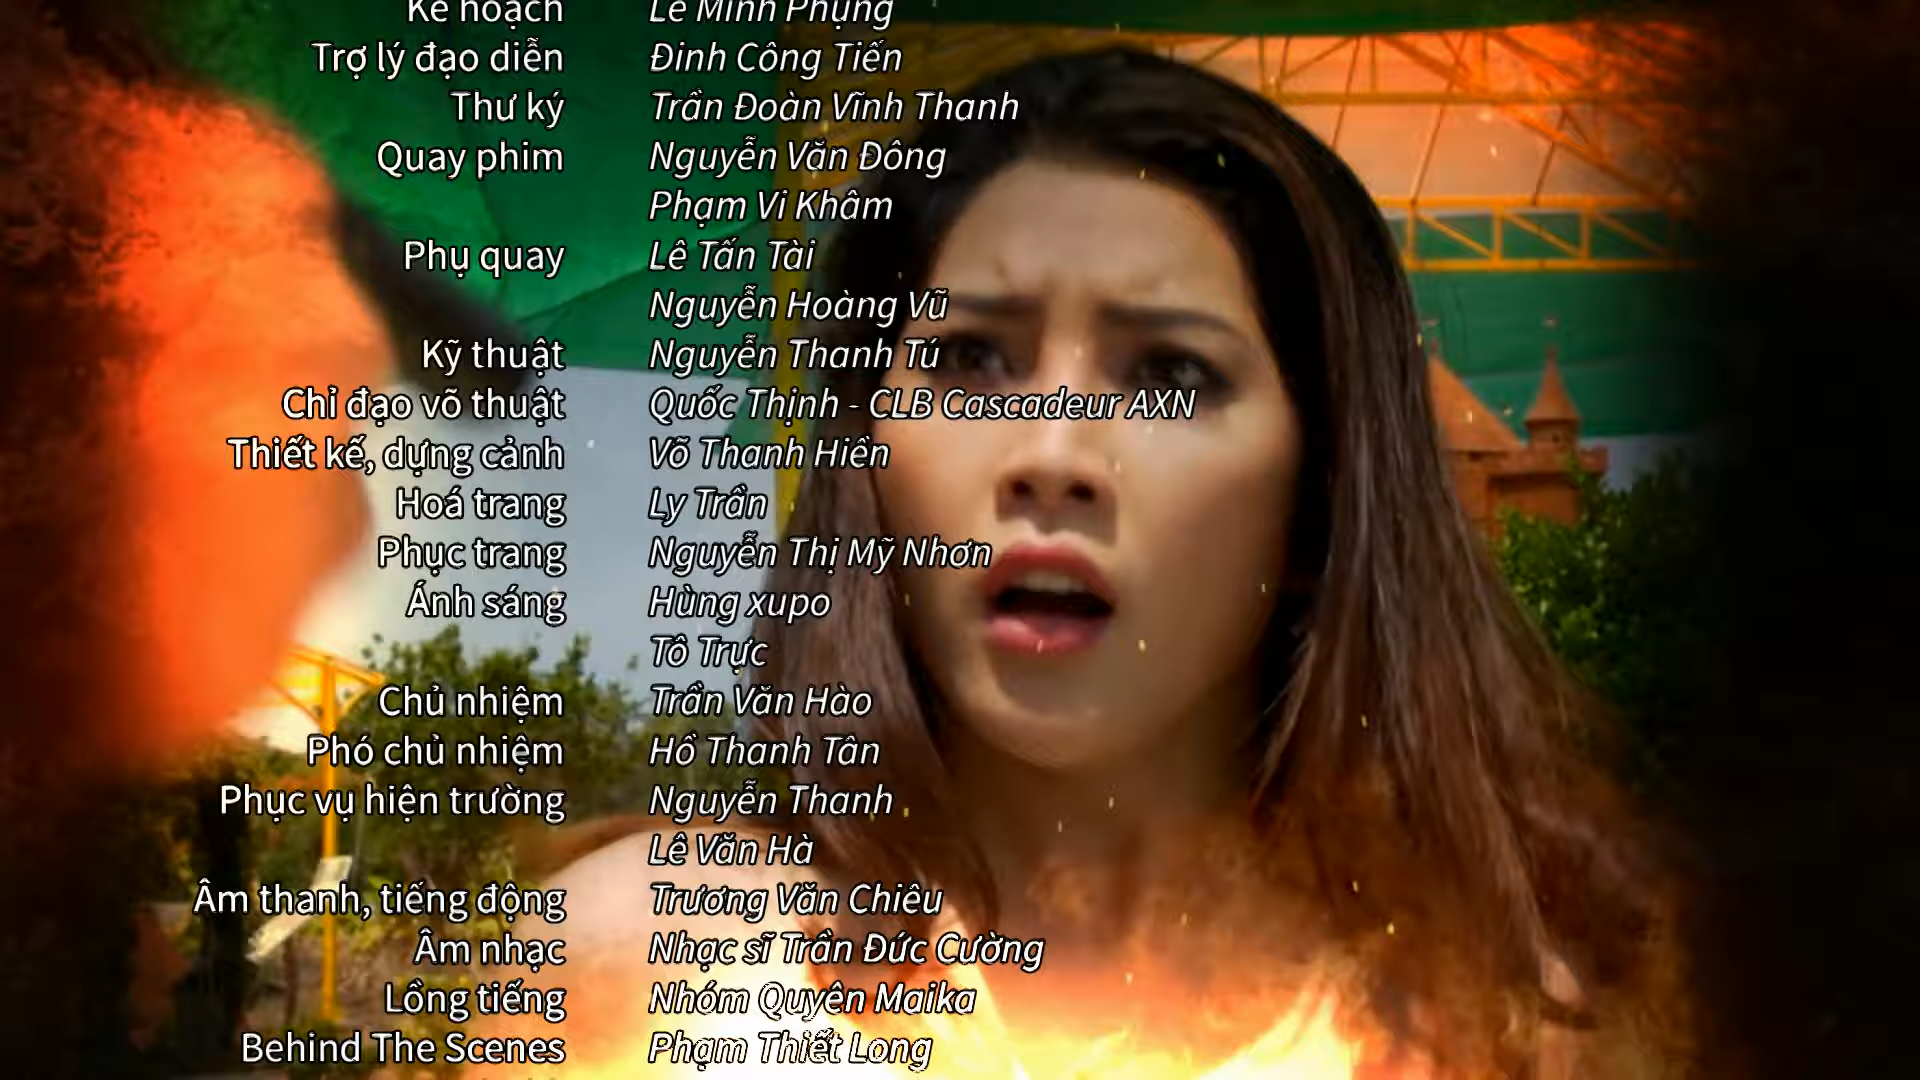 Kế hoạch Lê Minh Phụng
Trợ lý đạo diễn Đinh Công Tiến
Thư ký Trần Đoàn Vĩnh Thanh
Quay phim Nguyễn Văn Đông
Phạm Vi Khâm
Phụ quay Lê Tấn Tài
Nguyễn Hoàng Vũ
Kỹ thuật Nguyễn Thanh Tú
Chỉ đạo võ thuật Quốc Thịnh - CLB Cascadeur AXN
Thiết kế, dựng cảnh Võ Thanh Hiền
Hoá trang Ly Trần
Phục trang Nguyễn Thị Mỹ Nhơn
Ánh sáng Hùng xupo
Tô Trực
Chủ nhiệm Trần Văn Hào
Phó chủ nhiệm Hồ Thanh Tân
Phục vụ hiện trường Nguyễn Thanh
Lê Văn Hà
Âm thanh, tiếng động Trương Văn Chiêu
Âm nhạc Nhạc sĩ Trần Đức Cường
Lồng tiếng Nhóm Quyên Maika
Behind The Scenes Phạm Thiết Long